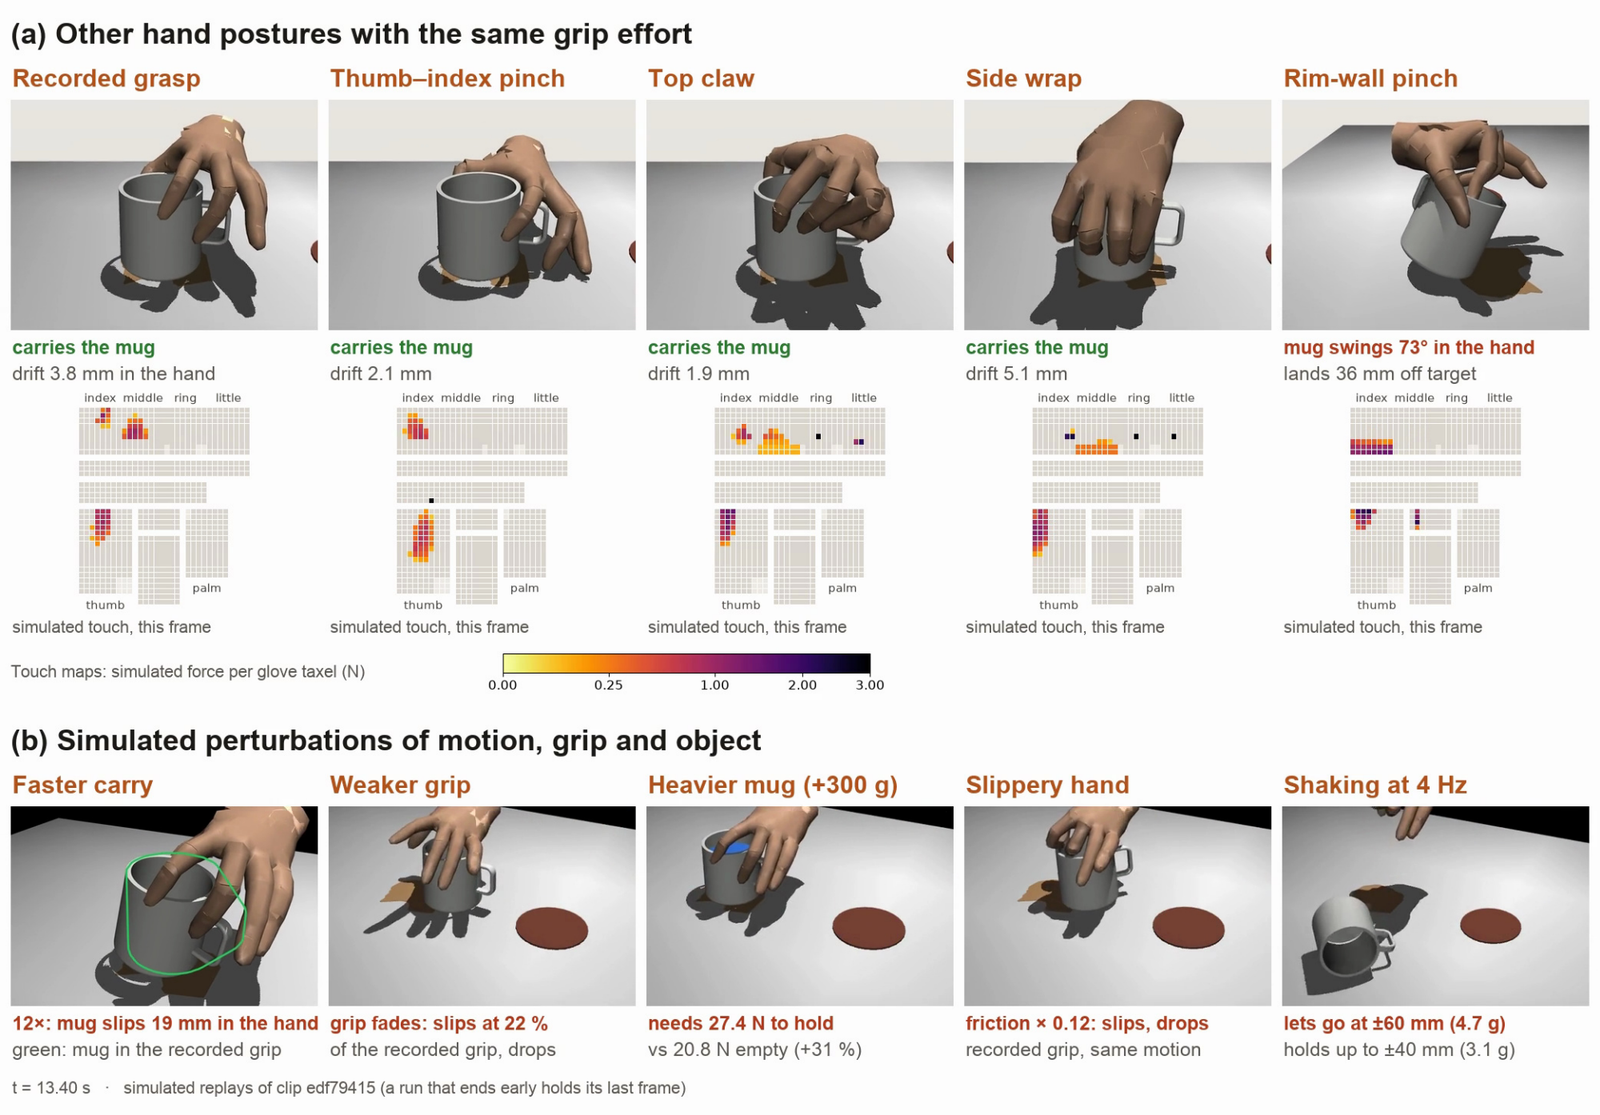 (a) Other hand postures with the same grip effort
Recorded grasp
Thumb–index pinch
Top claw
Side wrap
Rim-wall pinch
carries the mug
drift 3.8 mm in the hand
carries the mug
drift 2.1 mm
carries the mug
drift 1.9 mm
carries the mug
drift 5.1 mm
mug swings 73° in the hand
lands 36 mm off target
index middle ring little
palm
thumb
simulated touch, this frame
index middle ring little
palm
thumb
simulated touch, this frame
index middle ring little
palm
thumb
simulated touch, this frame
index middle ring little
palm
thumb
simulated touch, this frame
index middle ring little
palm
thumb
simulated touch, this frame
Touch maps: simulated force per glove taxel (N)
0.00 0.25 1.00 2.00 3.00
(b) Simulated perturbations of motion, grip and object
Faster carry
Weaker grip
Heavier mug (+300 g)
Slippery hand
Shaking at 4 Hz
12×: mug slips 19 mm in the hand
green: mug in the recorded grip
grip fades: slips at 22 %
of the recorded grip, drops
needs 27.4 N to hold
vs 20.8 N empty (+31 %)
friction × 0.12: slips, drops
recorded grip, same motion
lets go at ±60 mm (4.7 g)
holds up to ±40 mm (3.1 g)
t = 13.40 s · simulated replays of clip edf79415 (a run that ends early holds its last frame)